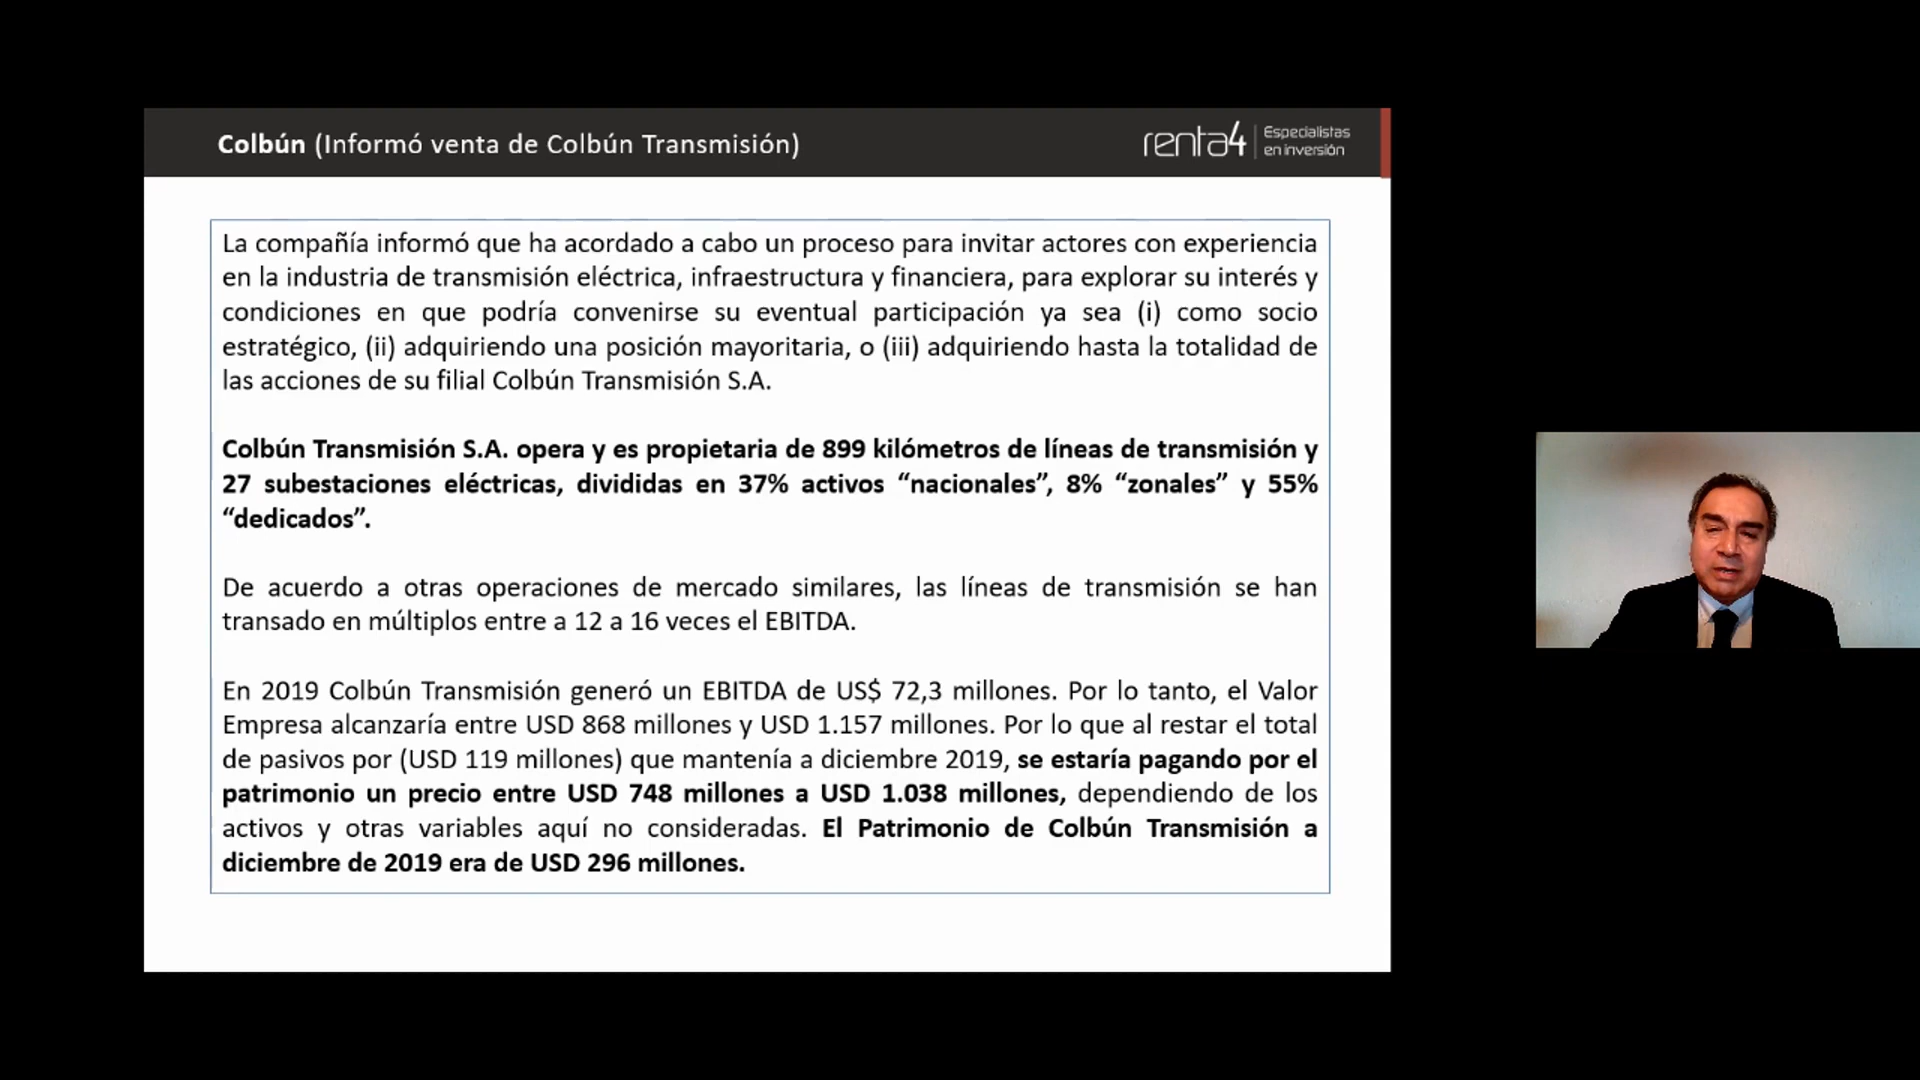 Colbún (Informó venta de Colbún Transmisión)
renta4
Especialistas
en inversión
La compañía informó que ha acordado a cabo un proceso para invitar actores con experiencia
en la industria de transmisión eléctrica, infraestructura y financiera, para explorar su interés y
condiciones en que podría convenirse su eventual participación ya sea (i) como socio
estratégico, (ii) adquiriendo una posición mayoritaria, o (iii) adquiriendo hasta la totalidad de
las acciones de su filial Colbún Transmisión S.A.
Colbún Transmisión S.A. opera y es propietaria de 899 kilómetros de líneas de transmisión y
27 subestaciones eléctricas, divididas en 37% activos “nacionales”, 8% “zonales” y 55%
“dedicados”.
De acuerdo a otras operaciones de mercado similares, las líneas de transmisión se han
transado en múltiplos entre a 12 a 16 veces el EBITDA.
En 2019 Colbún Transmisión generó un EBITDA de US$ 72,3 millones. Por lo tanto, el Valor
Empresa alcanzaría entre USD 868 millones y USD 1.157 millones. Por lo que al restar el total
de pasivos por (USD 119 millones) que mantenía a diciembre 2019, se estaría pagando por el
patrimonio un precio entre USD 748 millones a USD 1.038 millones, dependiendo de los
activos y otras variables aquí no consideradas. El Patrimonio de Colbún Transmisión a
diciembre de 2019 era de USD 296 millones.